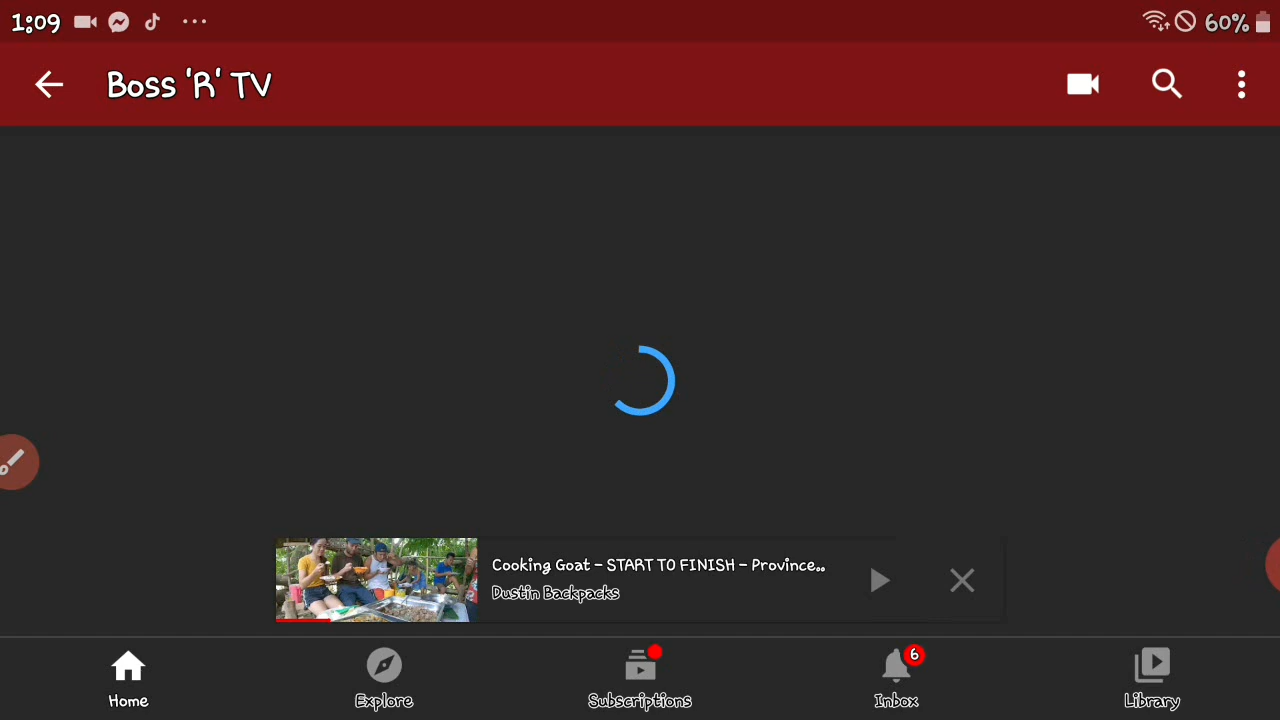 1:09 60%
Boss 'R' TV
Cooking Goat - START TO FINISH - Province..
Dustin Backpacks
6
Home Explore Subscriptions Inbox Library